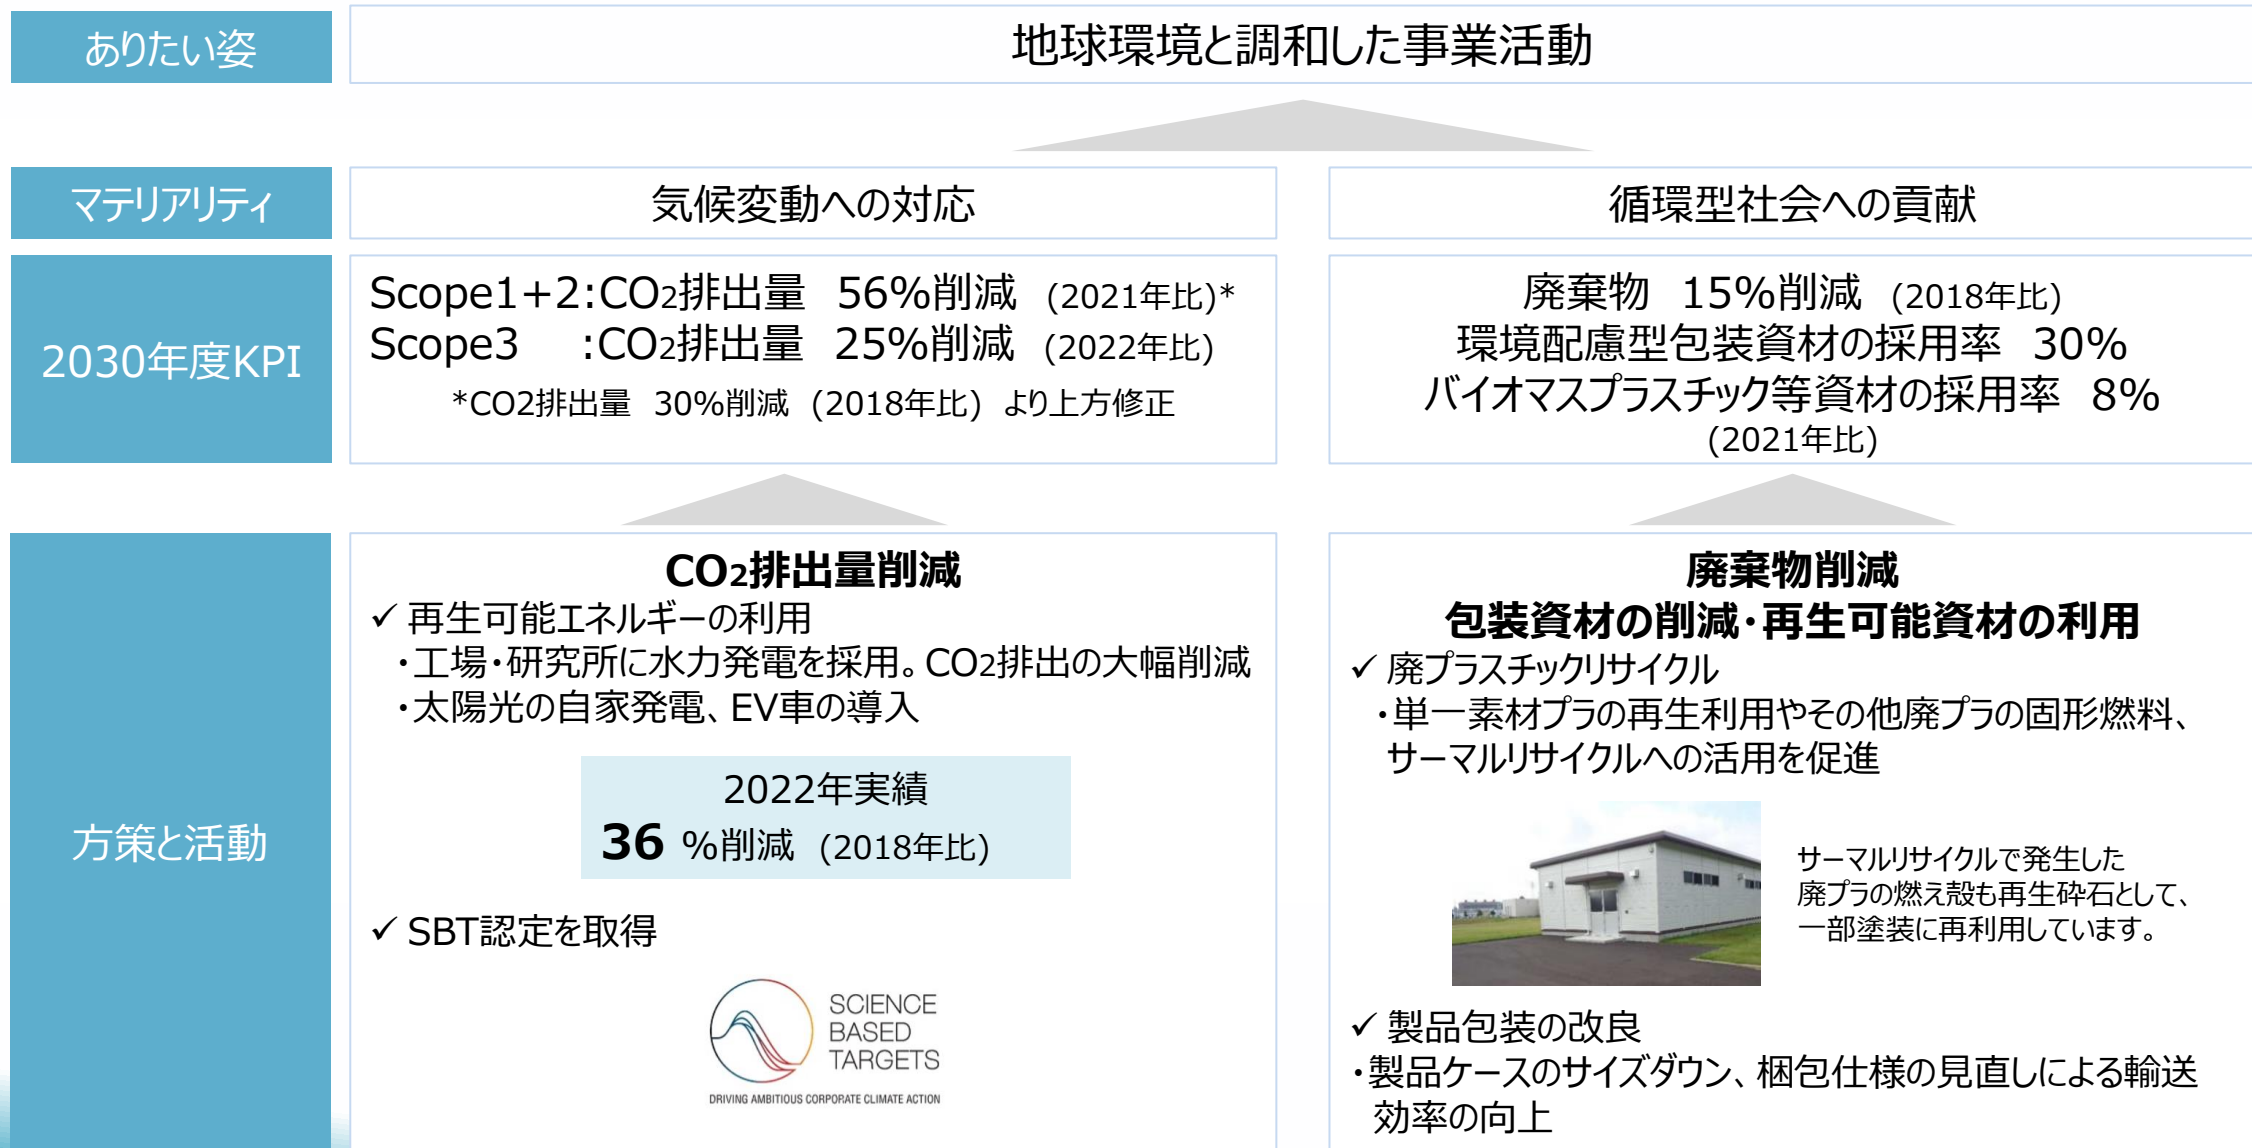 ありたい姿
地球環境と調和した事業活動
マテリアリティ
気候変動への対応
循環型社会への貢献
2030年度KPI
Scope1+2:CO2排出量 56%削減 (2021年比)*
Scope3 :CO2排出量 25%削減 (2022年比)
*CO2排出量 30%削減 (2018年比) より上方修正
廃棄物 15%削減 (2018年比)
環境配慮型包装資材の採用率 30%
バイオマスプラスチック等資材の採用率 8%
(2021年比)
方策と活動
CO2排出量削減
✓ 再生可能エネルギーの利用
・工場・研究所に水力発電を採用。CO2排出の大幅削減
・太陽光の自家発電、EV車の導入
2022年実績
36 %削減 (2018年比)
✓ SBT認定を取得
SCIENCE
BASED
TARGETS
DRIVING AMBITIOUS CORPORATE CLIMATE ACTION
廃棄物削減
包装資材の削減・再生可能資材の利用
✓ 廃プラスチックリサイクル
・単一素材プラの再生利用やその他廃プラの固形燃料、
サーマルリサイクルへの活用を促進
サーマルリサイクルで発生した
廃プラの燃え殻も再生砕石として、
一部塗装に再利用しています。
✓ 製品包装の改良
・製品ケースのサイズダウン、梱包仕様の見直しによる輸送
効率の向上